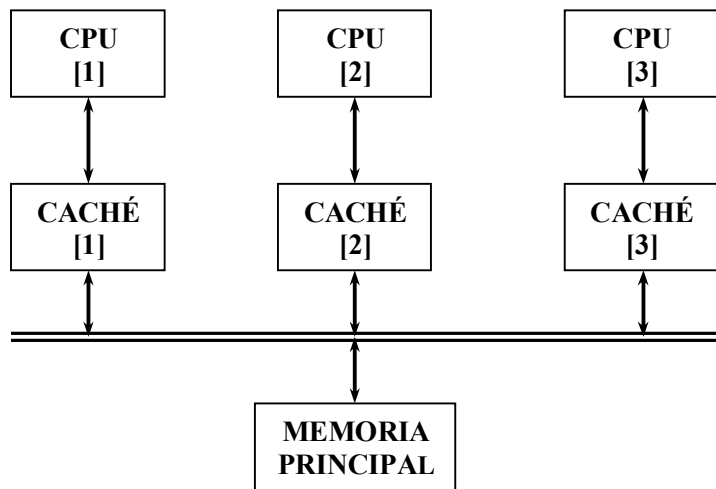 CPU
[1]
CPU
[2]
CPU
[3]
CACHÉ
[1]
CACHÉ
[2]
CACHÉ
[3]
MEMORIA
PRINCIPAL